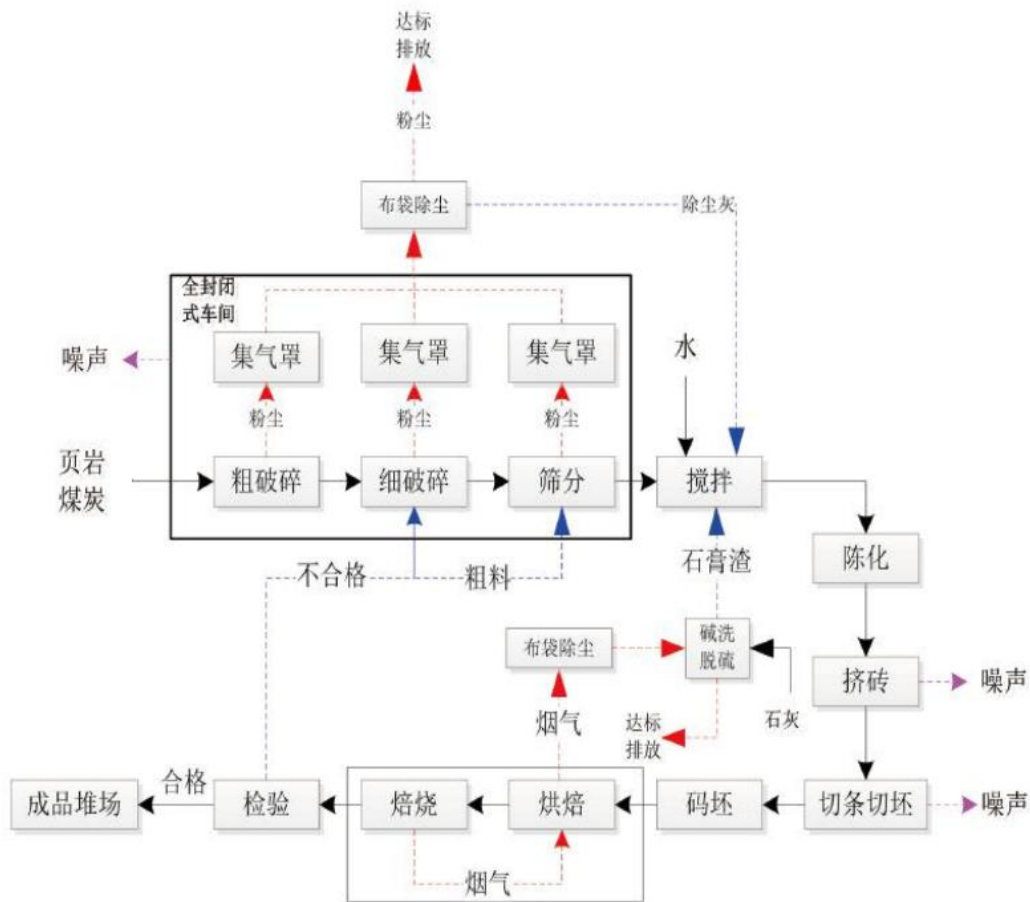 达标
排放
粉尘
布袋除尘
除尘灰
全封闭
式车间
噪声
集气罩
集气罩
集气罩
水
粉尘
粉尘
粉尘
页岩
煤炭
粗破碎
细破碎
筛分
搅拌
不合格
粗料
石膏渣
陈化
布袋除尘
碱洗
脱硫
挤砖
噪声
烟气
达标
排放
石灰
成品堆场
合格
检验
焙烧
烘焙
码坯
切条切坯
噪声
烟气